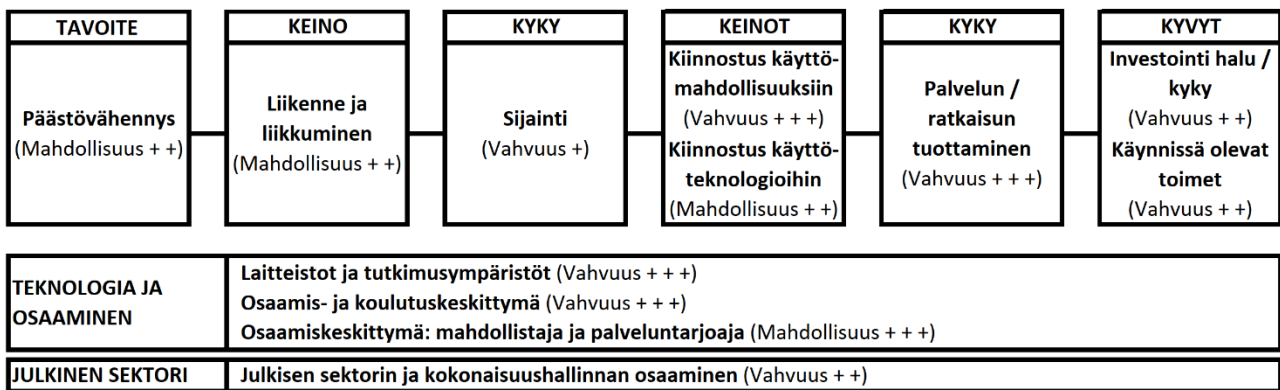 TAVOITE
Päästövähennys
(Mahdollisuus + +)
KEINO
Liikenne ja
liikkuminen
(Mahdollisuus + +)
KYKY
Sijainti
(Vahvuus +)
KEINOT
Kiinnostus käyttö-
mahdollisuuksiin
(Vahvuus + + +)
Kiinnostus käyttö-
teknologioihin
(Mahdollisuus + +)
KYKY
Palvelun /
ratkaisun
tuottaminen
(Vahvuus + + +)
KYVYT
Investointi halu /
kyky
(Vahvuus + +)
Käynnissä olevat
toimet
(Vahvuus + +)
TEKNOLOGIA JA
OSAAMINEN
Laitteistot ja tutkimusympäristöt (Vahvuus + + +)
Osaamis- ja koulutuskeskittymä (Vahvuus + + +)
Osaamiskeskittymä: mahdollistaja ja palveluntarjoaja (Mahdollisuus + + +)
JULKINEN SEKTORI
Julkisen sektorin ja kokonaisuushallinnan osaaminen (Vahvuus + +)